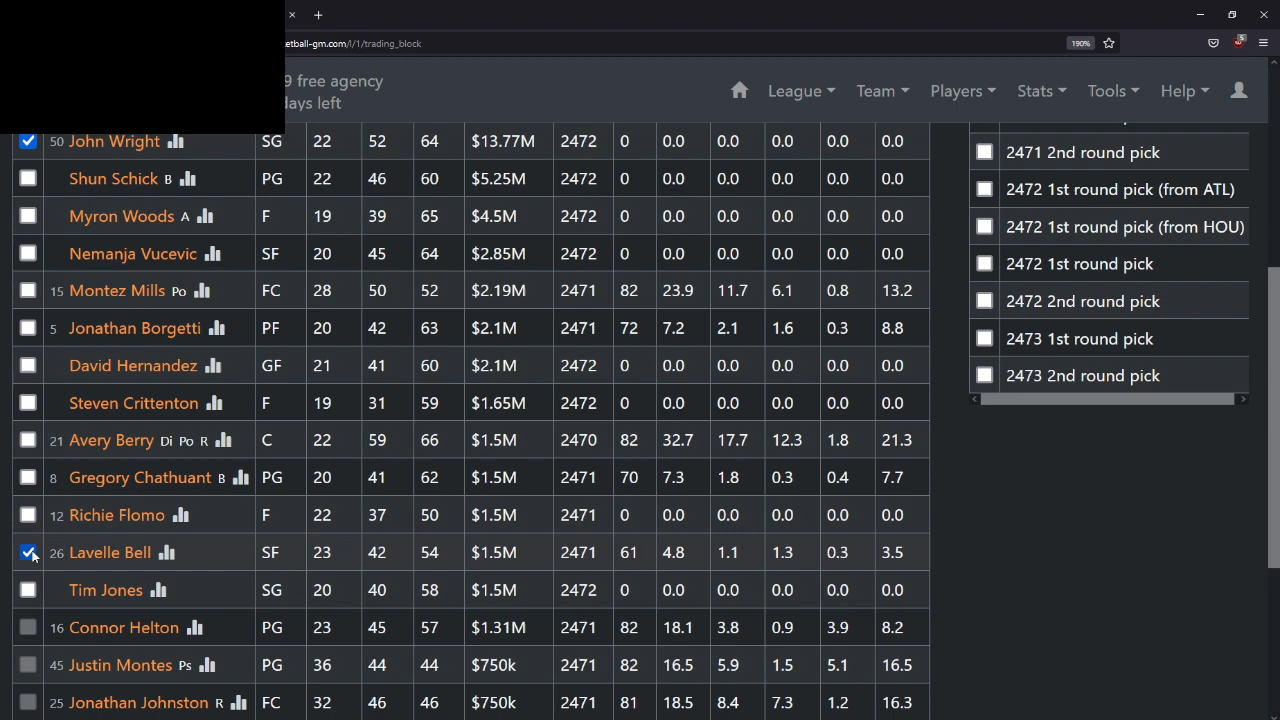 etball-gm.com/l/1/trading_block 190% 5
9 free agency
days left
League Team Players Stats Tools Help
50 John Wright SG 22 52 64 $13.77M 2472 0 0.0 0.0 0.0 0.0 0.0
Shun Schick B PG 22 46 60 $5.25M 2472 0 0.0 0.0 0.0 0.0 0.0
Myron Woods A F 19 39 65 $4.5M 2472 0 0.0 0.0 0.0 0.0 0.0
Nemanja Vucevic SF 20 45 64 $2.85M 2472 0 0.0 0.0 0.0 0.0 0.0
15 Montez Mills Po FC 28 50 52 $2.19M 2471 82 23.9 11.7 6.1 0.8 13.2
5 Jonathan Borgetti PF 20 42 63 $2.1M 2471 72 7.2 2.1 1.6 0.3 8.8
David Hernandez GF 21 41 60 $2.1M 2472 0 0.0 0.0 0.0 0.0 0.0
Steven Crittenton F 19 31 59 $1.65M 2472 0 0.0 0.0 0.0 0.0 0.0
21 Avery Berry Di Po R C 22 59 66 $1.5M 2470 82 32.7 17.7 12.3 1.8 21.3
8 Gregory Chathuant B PG 20 41 62 $1.5M 2471 70 7.3 1.8 0.3 0.4 7.7
12 Richie Flomo F 22 37 50 $1.5M 2471 0 0.0 0.0 0.0 0.0 0.0
26 Lavelle Bell SF 23 42 54 $1.5M 2471 61 4.8 1.1 1.3 0.3 3.5
Tim Jones SG 20 40 58 $1.5M 2472 0 0.0 0.0 0.0 0.0 0.0
16 Connor Helton PG 23 45 57 $1.31M 2471 82 18.1 3.8 0.9 3.9 8.2
45 Justin Montes Ps PG 36 44 44 $750k 2471 82 16.5 5.9 1.5 5.1 16.5
25 Jonathan Johnston R FC 32 46 46 $750k 2471 81 18.5 8.4 7.3 1.2 16.3
2471 2nd round pick
2472 1st round pick (from ATL)
2472 1st round pick (from HOU)
2472 1st round pick
2472 2nd round pick
2473 1st round pick
2473 2nd round pick